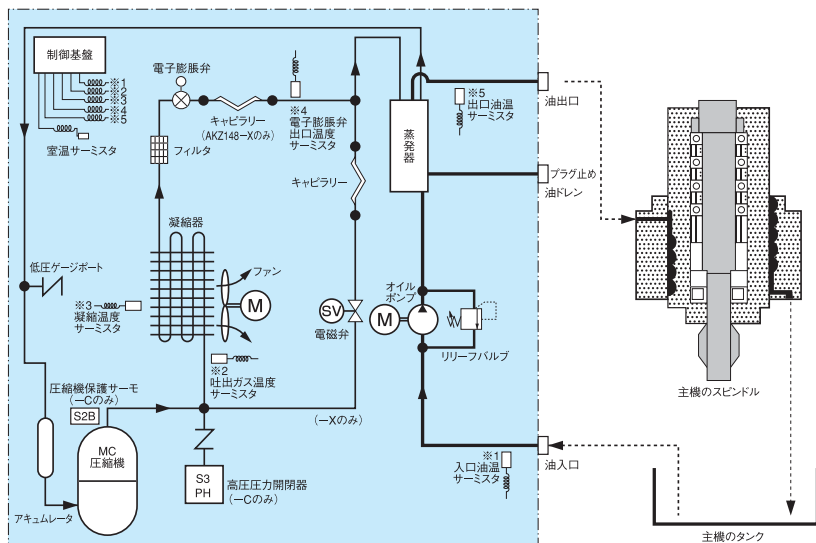 制御基盤
※1
※2
※3
※4
※5
室温サーミスタ
電子膨脹弁
キャピラリー
(AKZ148-Xのみ)
フィルタ
※4
電子膨脹弁
出口温度
サーミスタ
キャピラリー
蒸発器
※5
出口油温
サーミスタ
油出口
プラグ止め
油ドレン
凝縮器
ファン
M
低圧ゲージポート
※3
凝縮温度
サーミスタ
SV
電磁弁
M
オイル
ポンプ
リリーフバルブ
※2
吐出ガス温度
サーミスタ
圧縮機保護サーモ
(-Cのみ)
S2B
MC
圧縮機
アキュムレータ
(-Xのみ)
S3
PH
高圧圧力開閉器
(-Cのみ)
※1
入口油温
サーミスタ
油入口
主機のスピンドル
主機のタンク